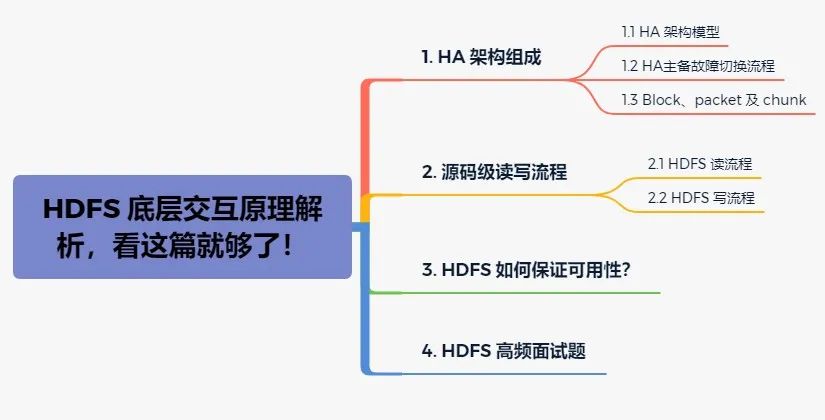 HDFS 底层交互原理解
析，看这篇就够了！
1. HA 架构组成
1.1 HA 架构模型
1.2 HA主备故障切换流程
1.3 Block、packet 及 chunk
2. 源码级读写流程
2.1 HDFS 读流程
2.2 HDFS 写流程
3. HDFS 如何保证可用性？
4. HDFS 高频面试题